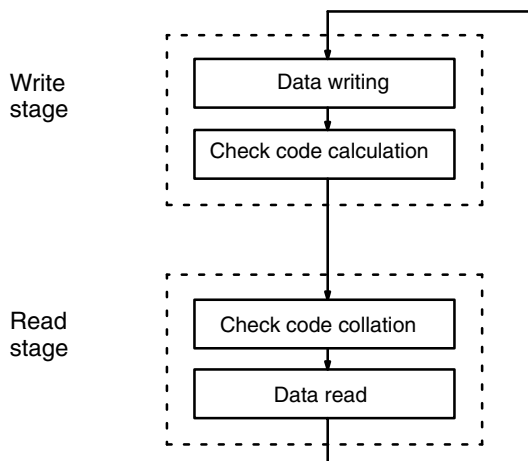 Write
stage
Data writing
Check code calculation
Read
stage
Check code collation
Data read